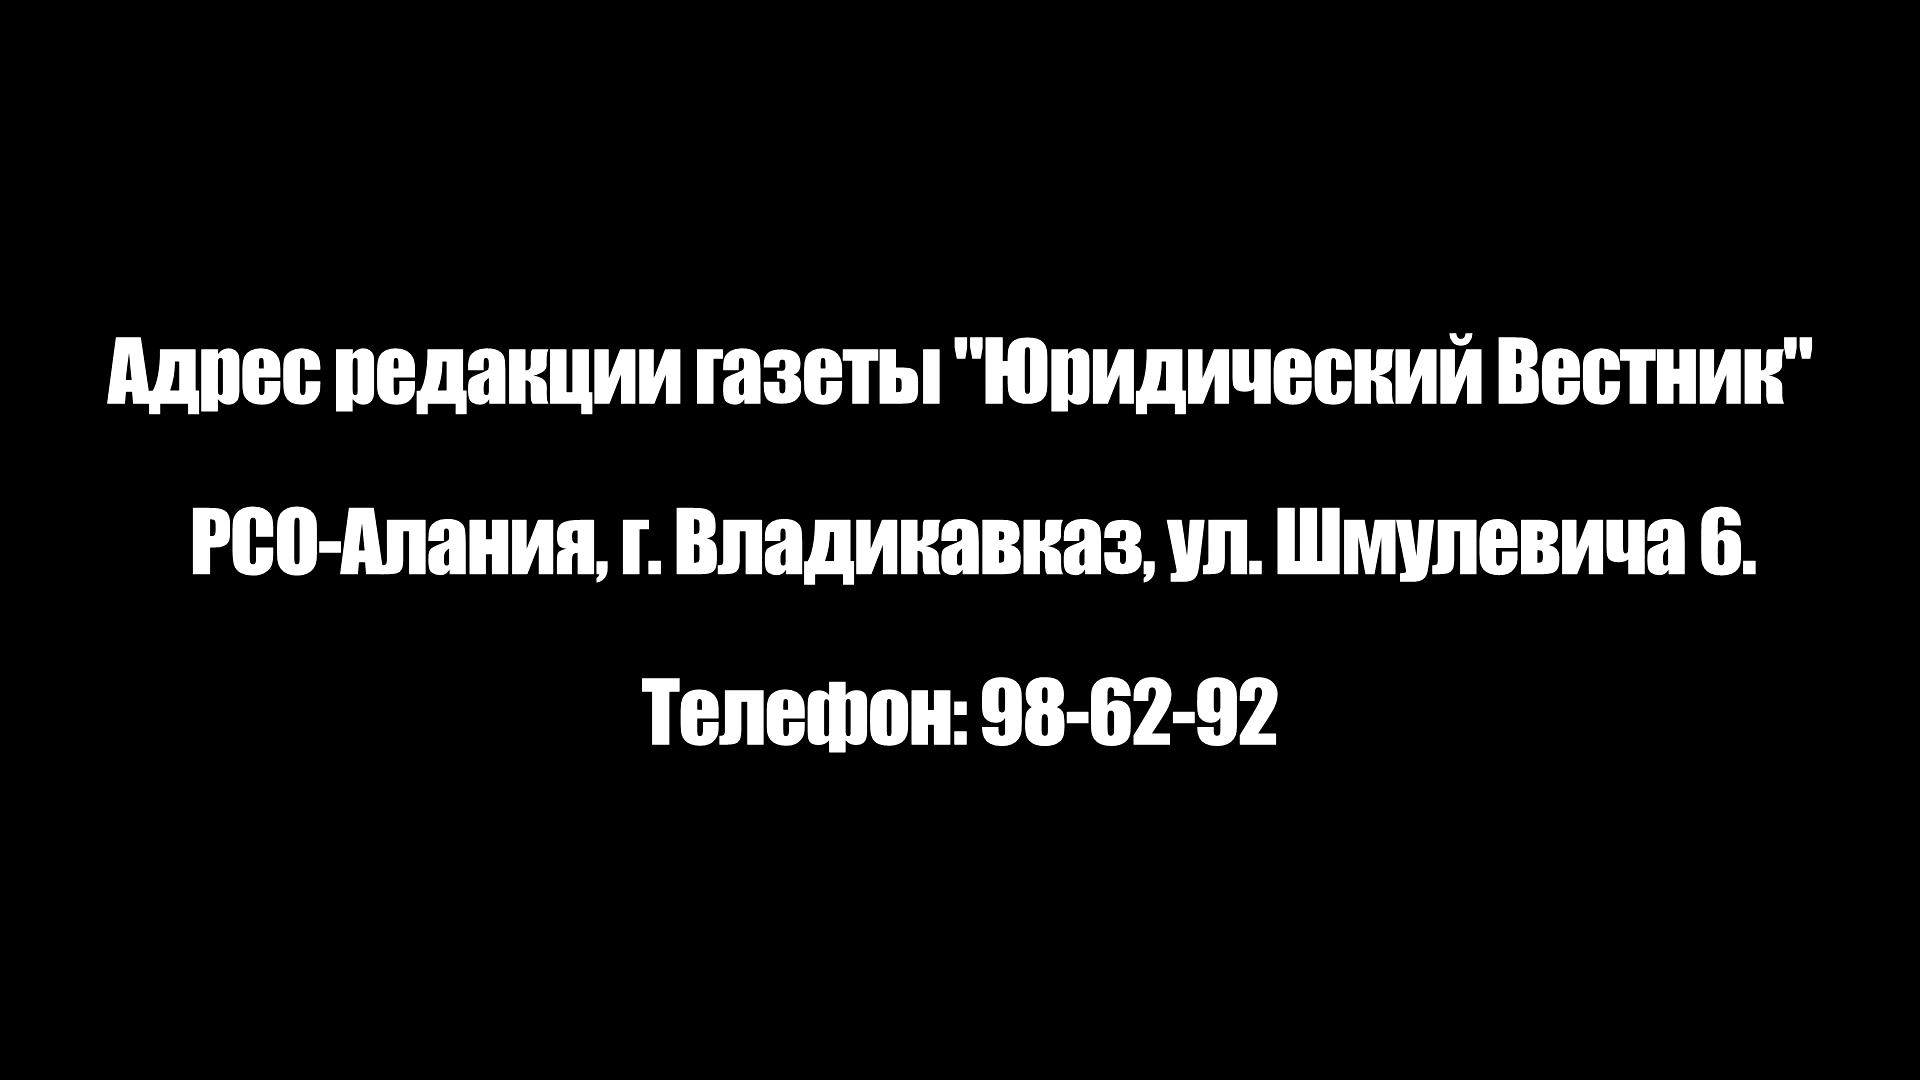 Адрес редакции газеты "Юридический Вестник"
РСО-Алания, г. Владикавказ, ул. Шмулевича 6.
Телефон: 98-62-92